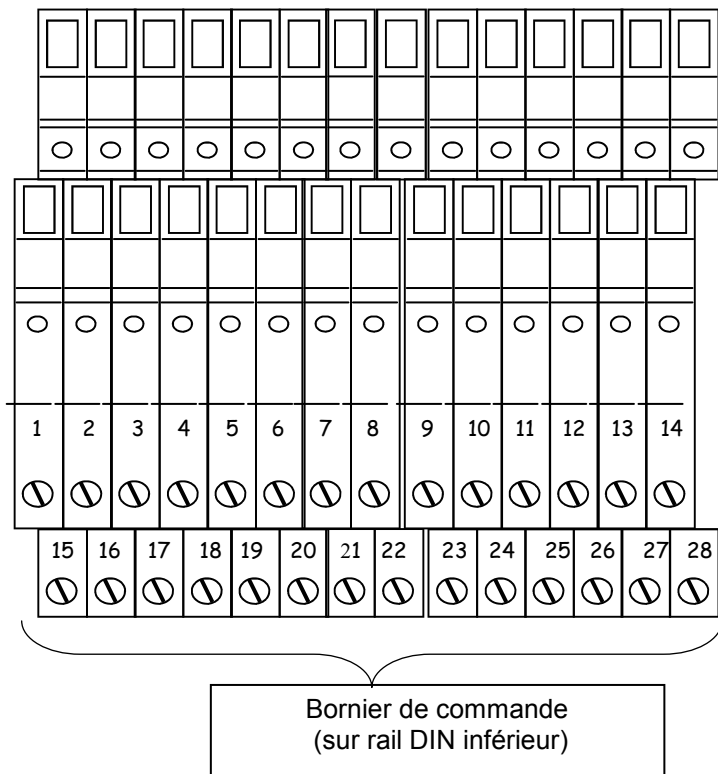 1 2 3 4 5 6 7 8 9 10 11 12 13 14
15 16 17 18 19 20 21 22 23 24 25 26 27 28
Bornier de commande
(sur rail DIN inférieur)